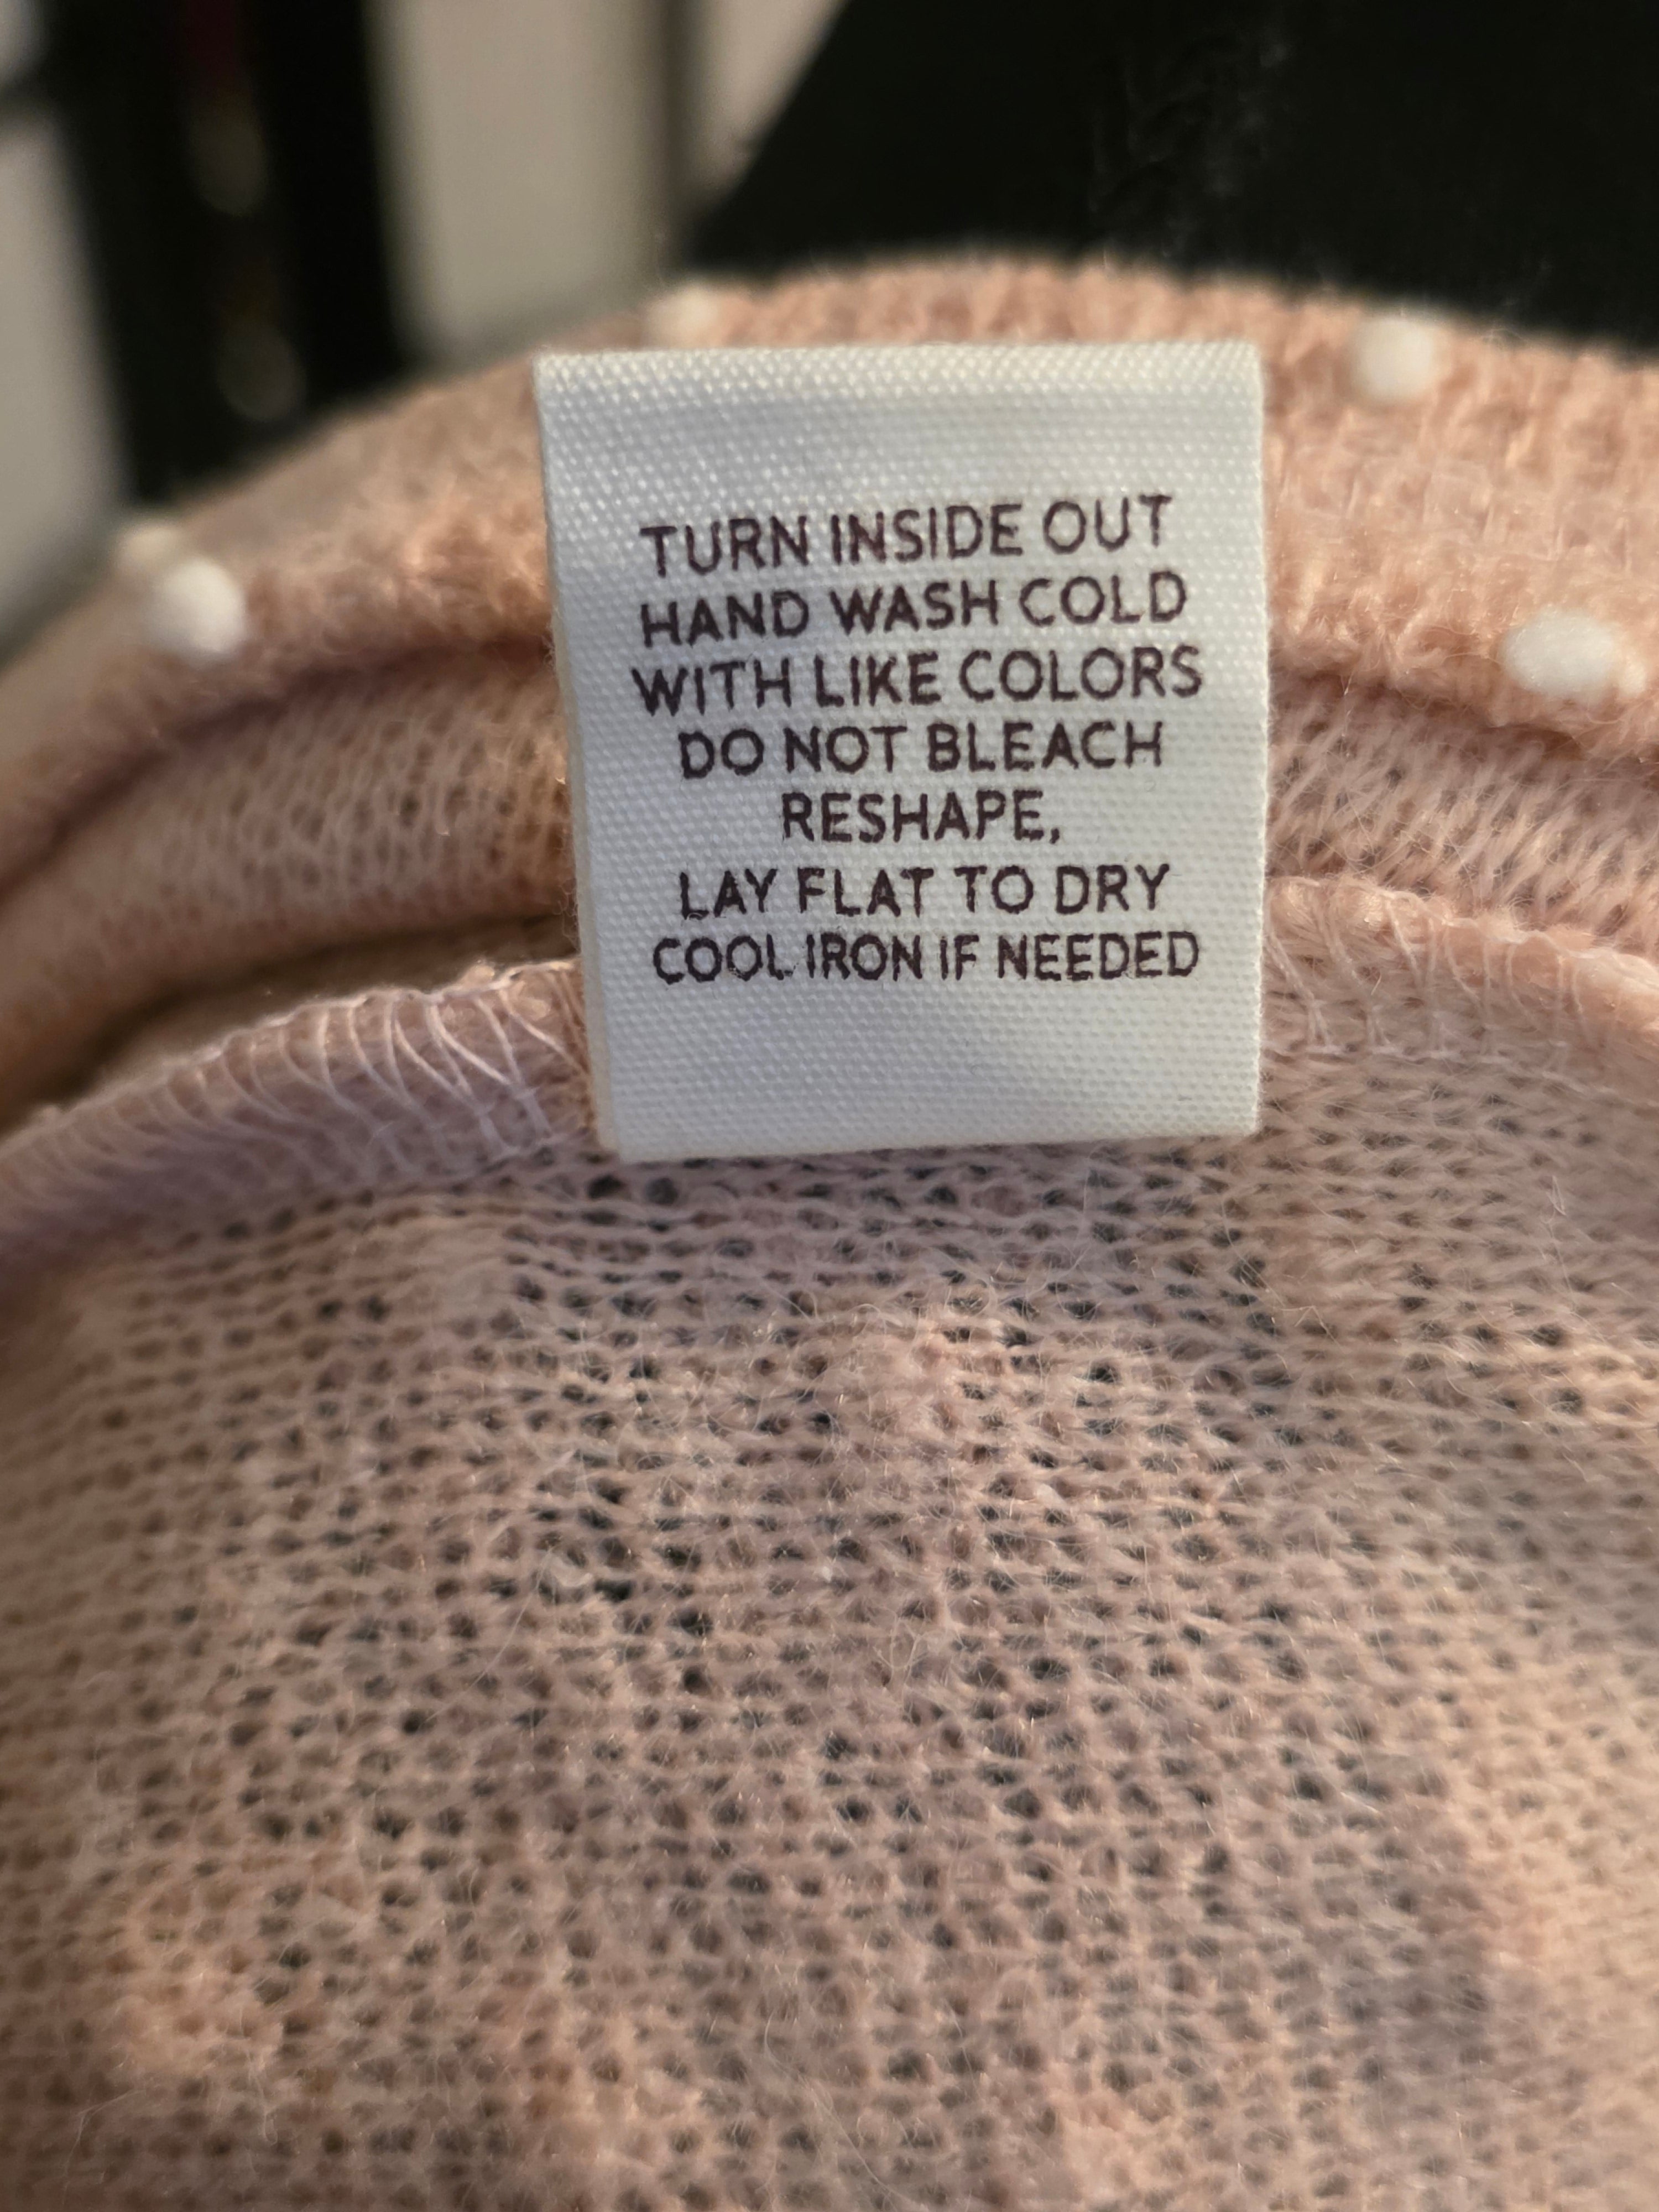 TURN INSIDE OUT
HAND WASH COLD
WITH LIKE COLORS
DO NOT BLEACH
RESHAPE,
LAY FLAT TO DRY
COOL IRON IF NEEDED